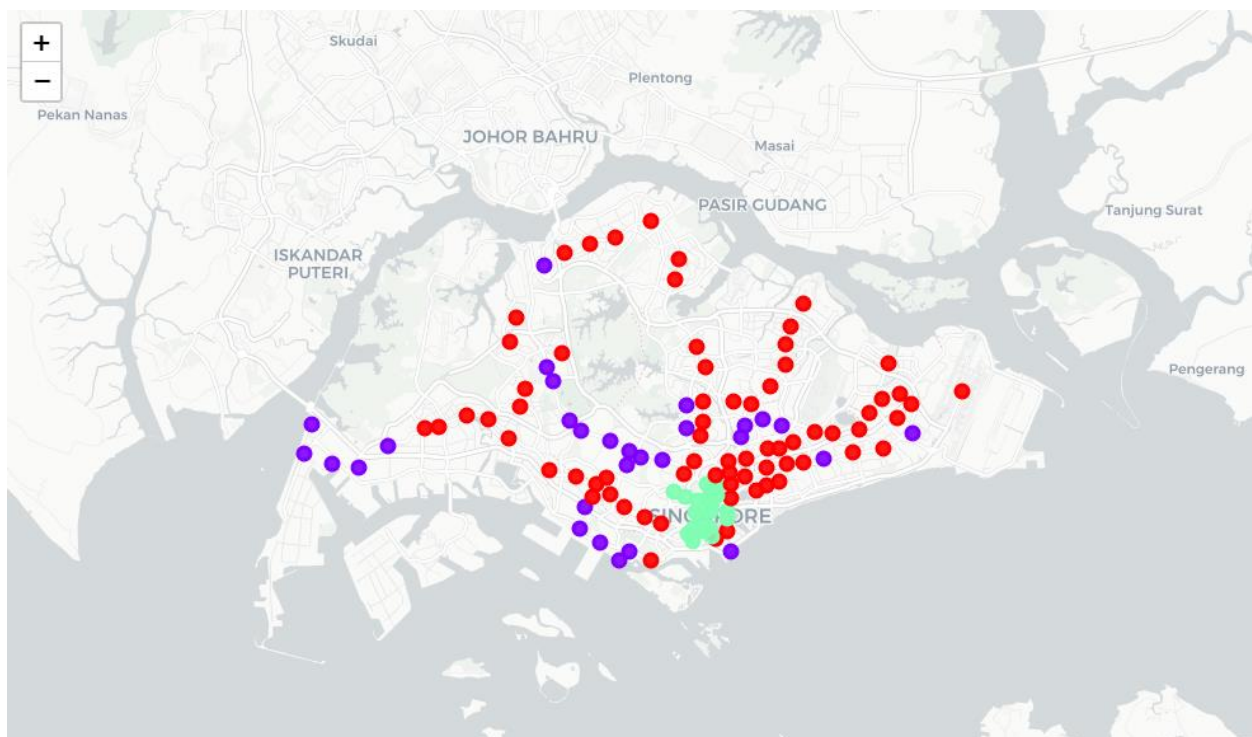 +
−
Skudai
Plentong
Pekan Nanas
JOHOR BAHRU
Masai
PASIR GUDANG
Tanjung Surat
ISKANDAR
PUTERI
Pengerang